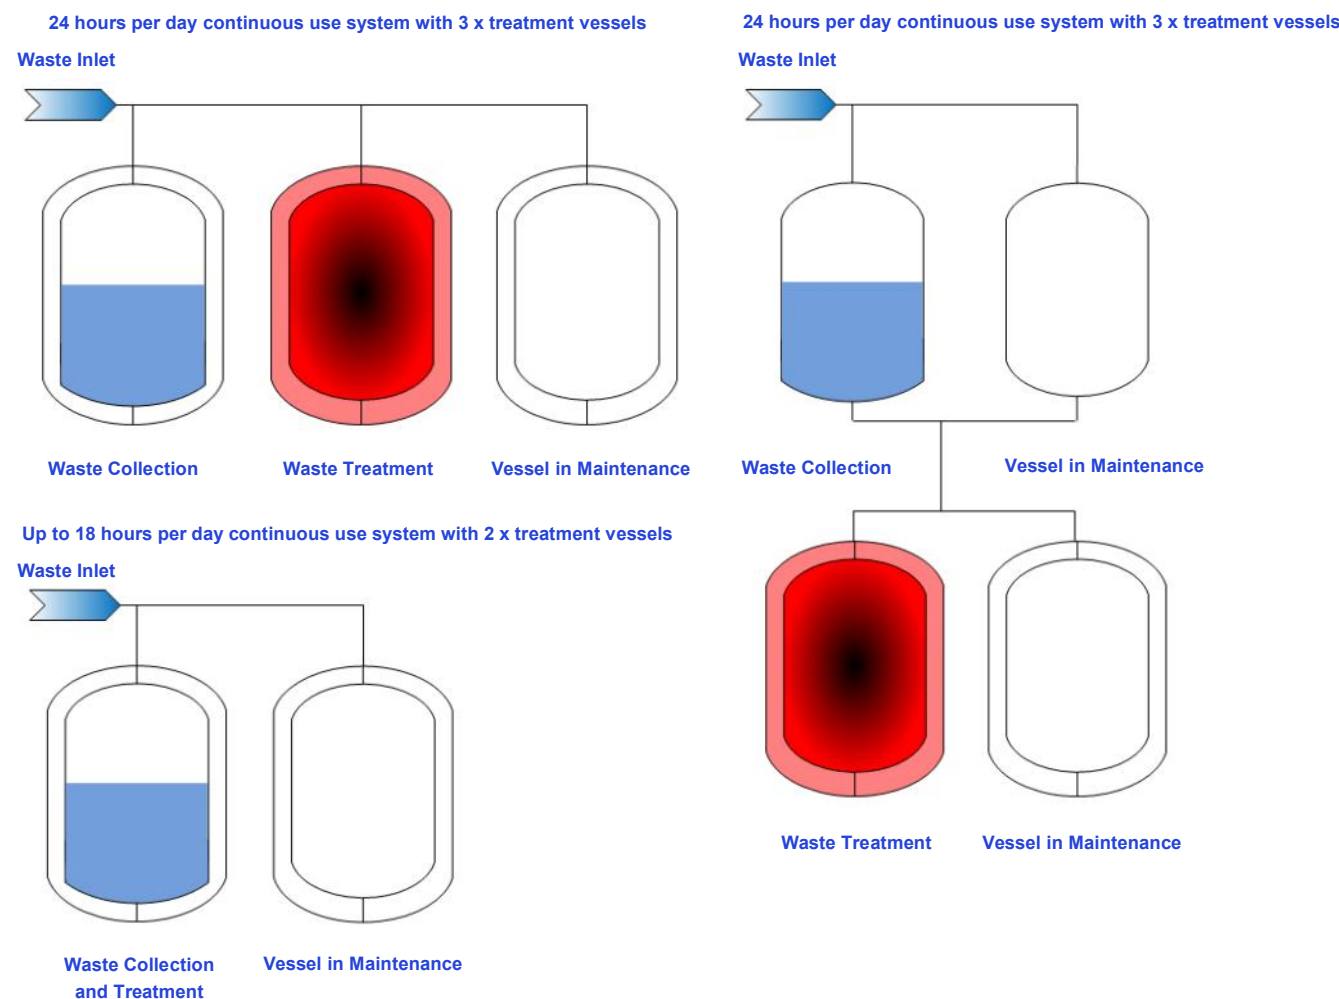 24 hours per day continuous use system with 3 x treatment vessels
Waste Inlet
Waste Collection
Waste Treatment
Vessel in Maintenance
Up to 18 hours per day continuous use system with 2 x treatment vessels
Waste Inlet
Waste Collection
and Treatment
Vessel in Maintenance
24 hours per day continuous use system with 3 x treatment vessels
Waste Inlet
Waste Collection
Vessel in Maintenance
Waste Treatment
Vessel in Maintenance